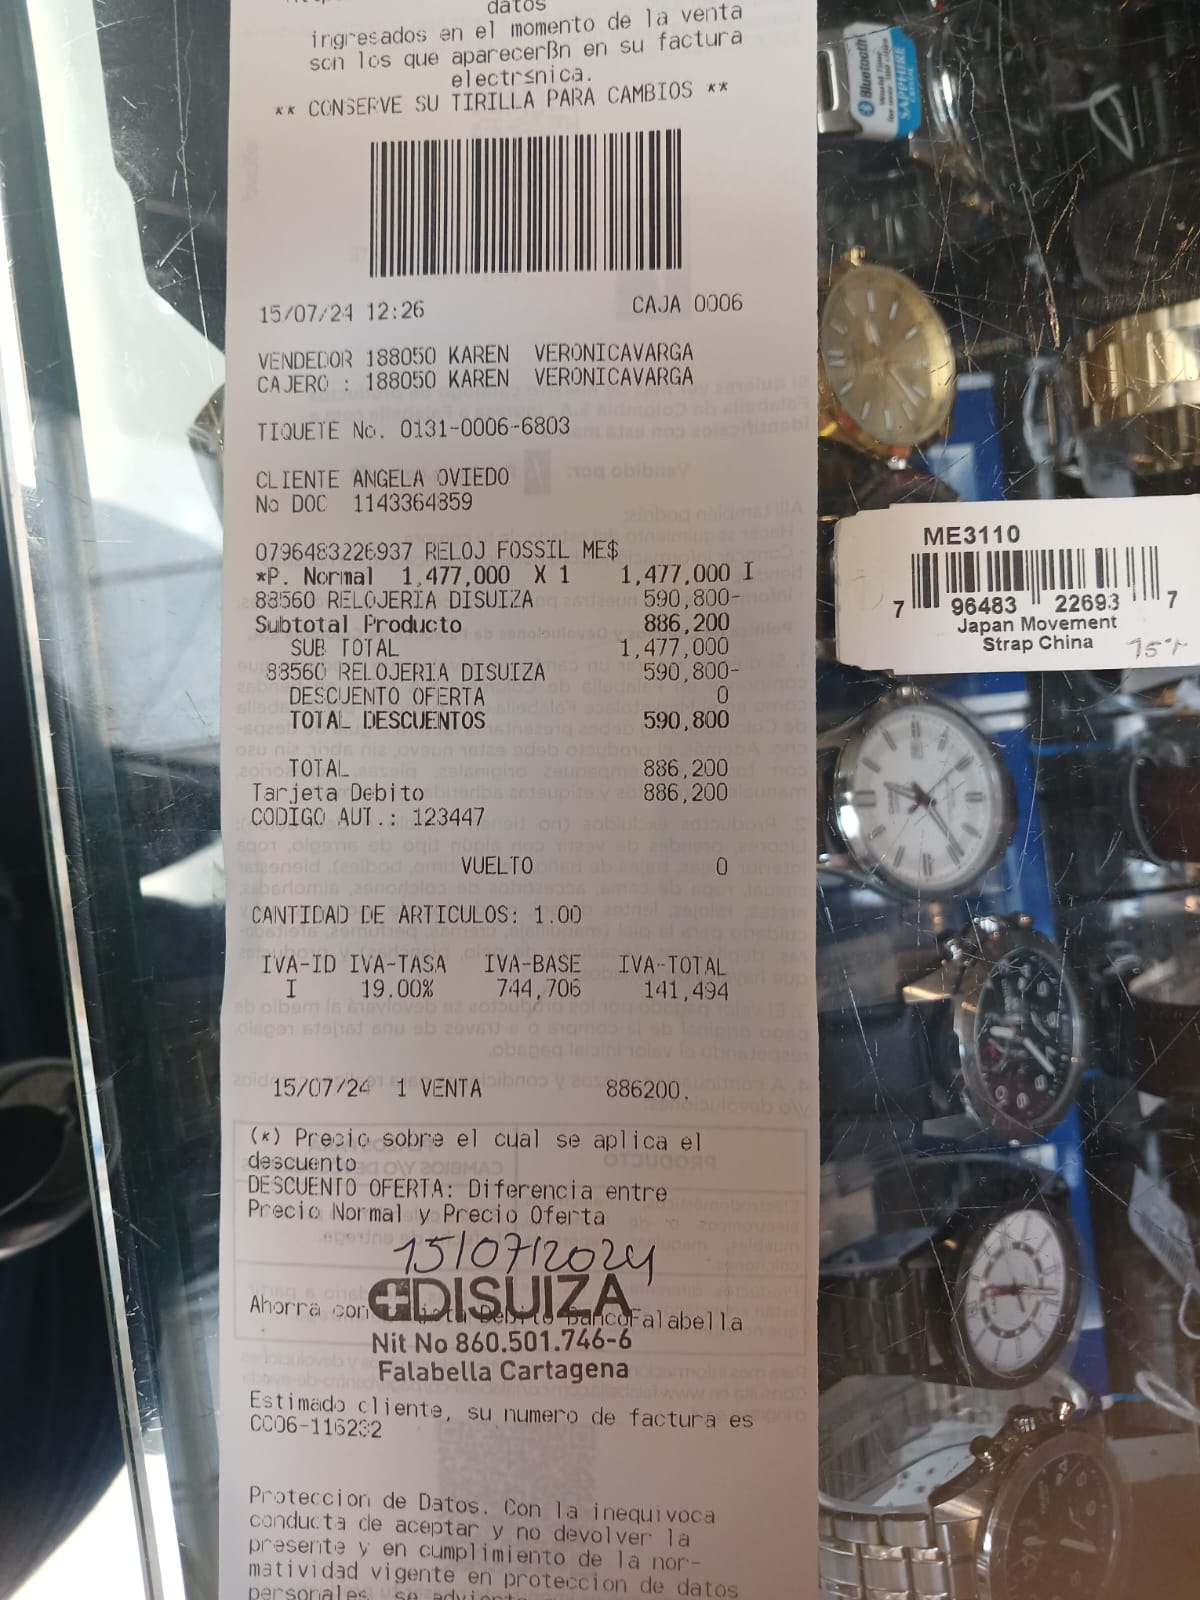 datos
ingresados en el momento de la venta
son los que aparecerßn en su factura
electrsnica.
** CONSERVE SU TIRILLA PARA CAMBIOS **
15/07/24 12:26 CAJA 0006
VENDEDOR 188050 KAREN VERONICAVARGA
CAJERO : 188050 KAREN VERONICAVARGA
TIQUETE No. 0131-0006-6803
CLIENTE ANGELA OVIEDO
No DOC 1143364859
0796483226937 RELOJ FOSSIL ME$
*P. Normal 1,477,000 X 1 1,477,000 I
88560 RELOJERIA DISUIZA 590,800-
Subtotal Producto 886,200
SUB TOTAL 1,477,000
88560 RELOJERIA DISUIZA 590,800-
DESCUENTO OFERTA 0
TOTAL DESCUENTOS 590,800
TOTAL 886,200
Tarjeta Debito 886,200
CODIGO AUT.: 123447
VUELTO 0
CANTIDAD DE ARTICULOS: 1.00
IVA-ID IVA-TASA IVA-BASE IVA-TOTAL
I 19.00% 744,706 141,494
15/07/24 1 VENTA 886200.
(*) Precio sobre el cual se aplica el
descuento
DESCUENTO OFERTA: Diferencia entre
Precio Normal y Precio Oferta
15/07/2024
DISUIZA
Ahorra con Debito BancoFalabella
Nit No 860.501.746-6
Falabella Cartagena
Estimado cliente, su numero de factura es
CC06-116232
Proteccion de Datos. Con la inequivoca
conducta de aceptar y no devolver la
presente y en cumplimiento de la nor-
matividad vigente en proteccion de datos
personales se
Bluetooth
World Time
SAPPHIRE
ME3110
7 96483 22693 7
Japan Movement
Strap China